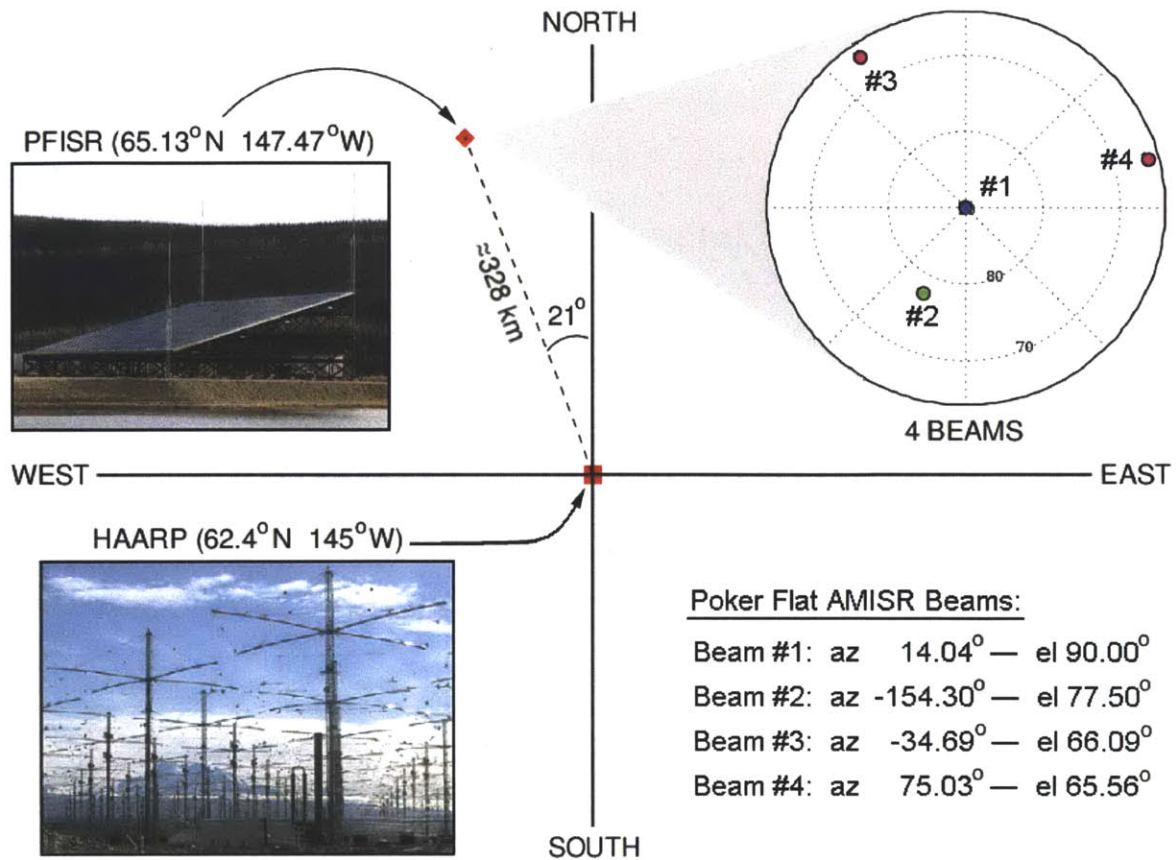 NORTH
#3
PFISR (65.13°N 147.47°W)
#4
#1
≈328 km
80
21°
#2
70
4 BEAMS
WEST
EAST
HAARP (62.4°N 145°W)
Poker Flat AMISR Beams:
Beam #1: az 14.04° — el 90.00°
Beam #2: az -154.30° — el 77.50°
Beam #3: az -34.69° — el 66.09°
Beam #4: az 75.03° — el 65.56°
SOUTH